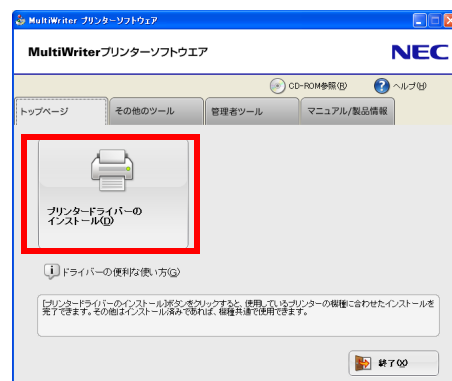 MultiWriter プリンターソフトウェア
MultiWriterプリンターソフトウエア
NEC
CD-ROM参照(R) ヘルプ(H)
トップページ その他のツール 管理者ツール マニュアル/製品情報
プリンタードライバーの
インストール(D)
ドライバーの便利な使い方(G)
[プリンタードライバーのインストール]ボタンをクリックすると、使用しているプリンターの機種に合わせたインストールを
完了できます。その他はインストール済みであれば、機種共通で使用できます。
終了(X)